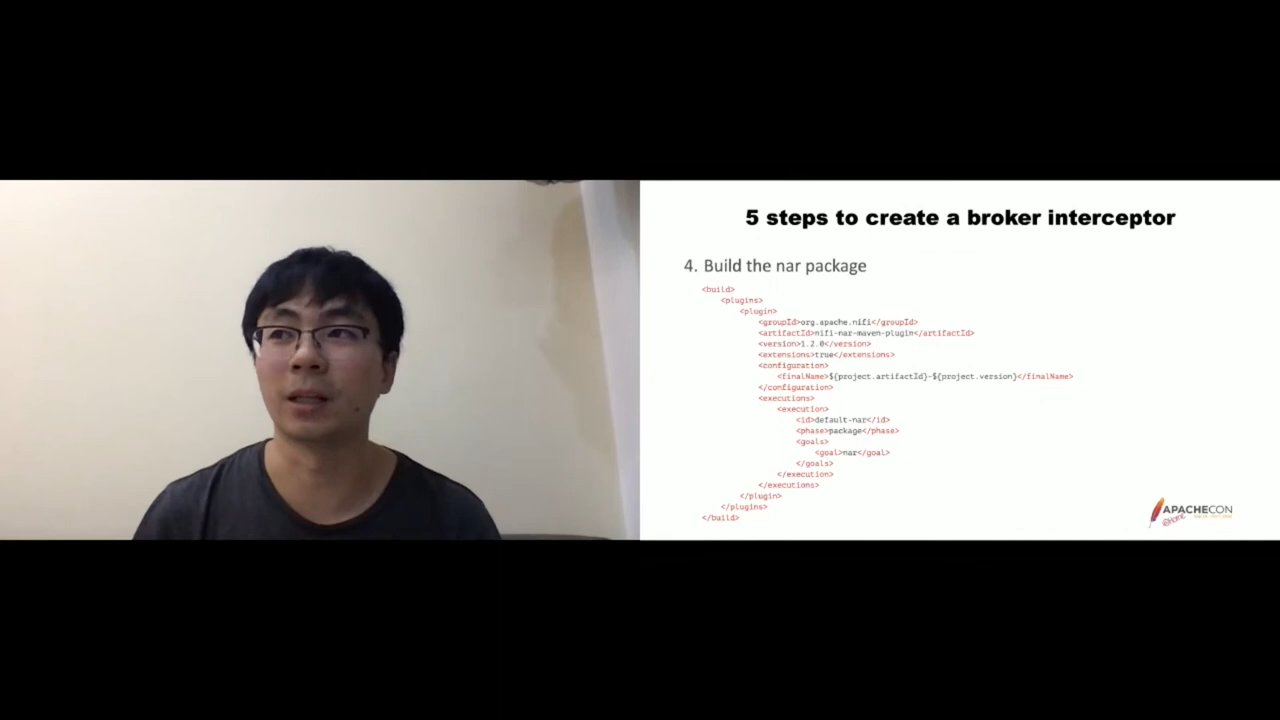 5 steps to create a broker interceptor
4. Build the nar package
<build>
<plugins>
<plugin>
<groupId>org.apache.nifi</groupId>
<artifactId>nifi-nar-maven-plugin</artifactId>
<version>1.2.0</version>
<extensions>true</extensions>
<configuration>
<finalName>${project.artifactId}-${project.version}</finalName>
</configuration>
<executions>
<execution>
<id>default-nar</id>
<phase>package</phase>
<goals>
<goal>nar</goal>
</goals>
</execution>
</executions>
</plugin>
</plugins>
</build>
APACHECON
@Home